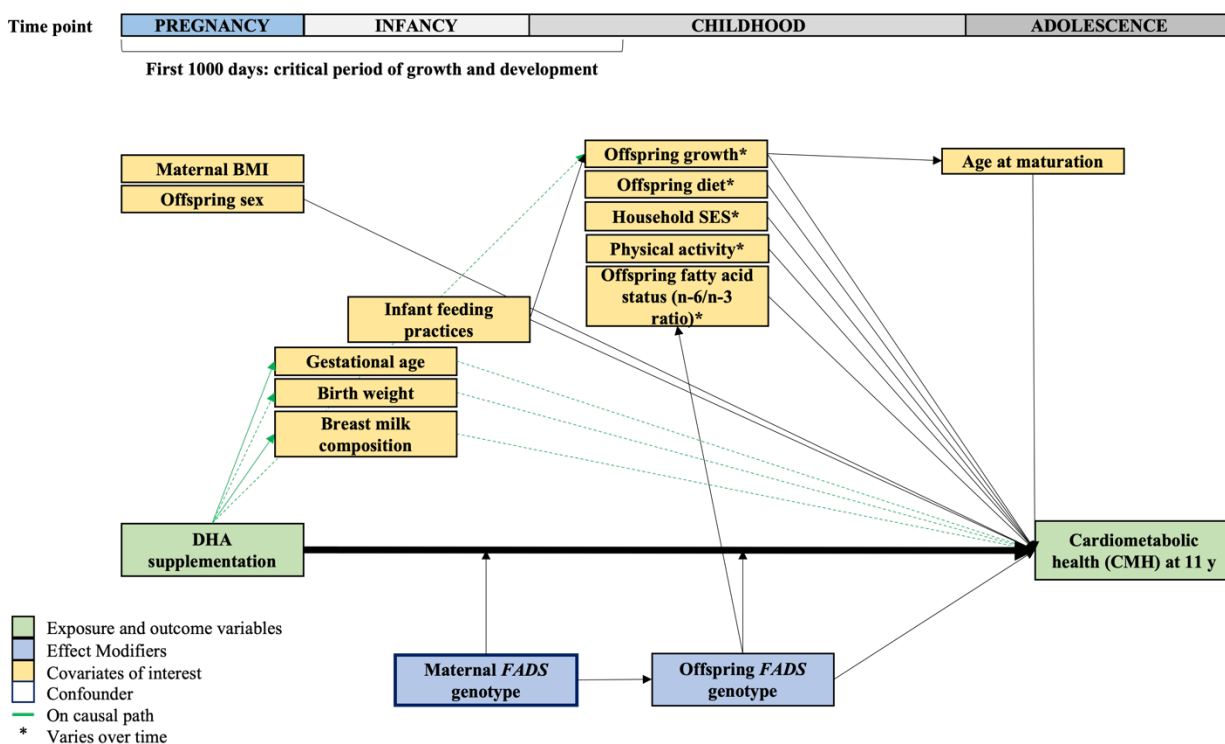 Time point
PREGNANCY
INFANCY
CHILDHOOD
ADOLESCENCE
First 1000 days: critical period of growth and development
Maternal BMI
Offspring sex
Offspring growth*
Age at maturation
Offspring diet*
Household SES*
Physical activity*
Offspring fatty acid
status (n-6/n-3
ratio)*
Infant feeding
practices
Gestational age
Birth weight
Breast milk
composition
DHA
supplementation
Cardiometabolic
health (CMH) at 11 y
Maternal FADS
genotype
Offspring FADS
genotype
Exposure and outcome variables
Effect Modifiers
Covariates of interest
Confounder
On causal path
* Varies over time